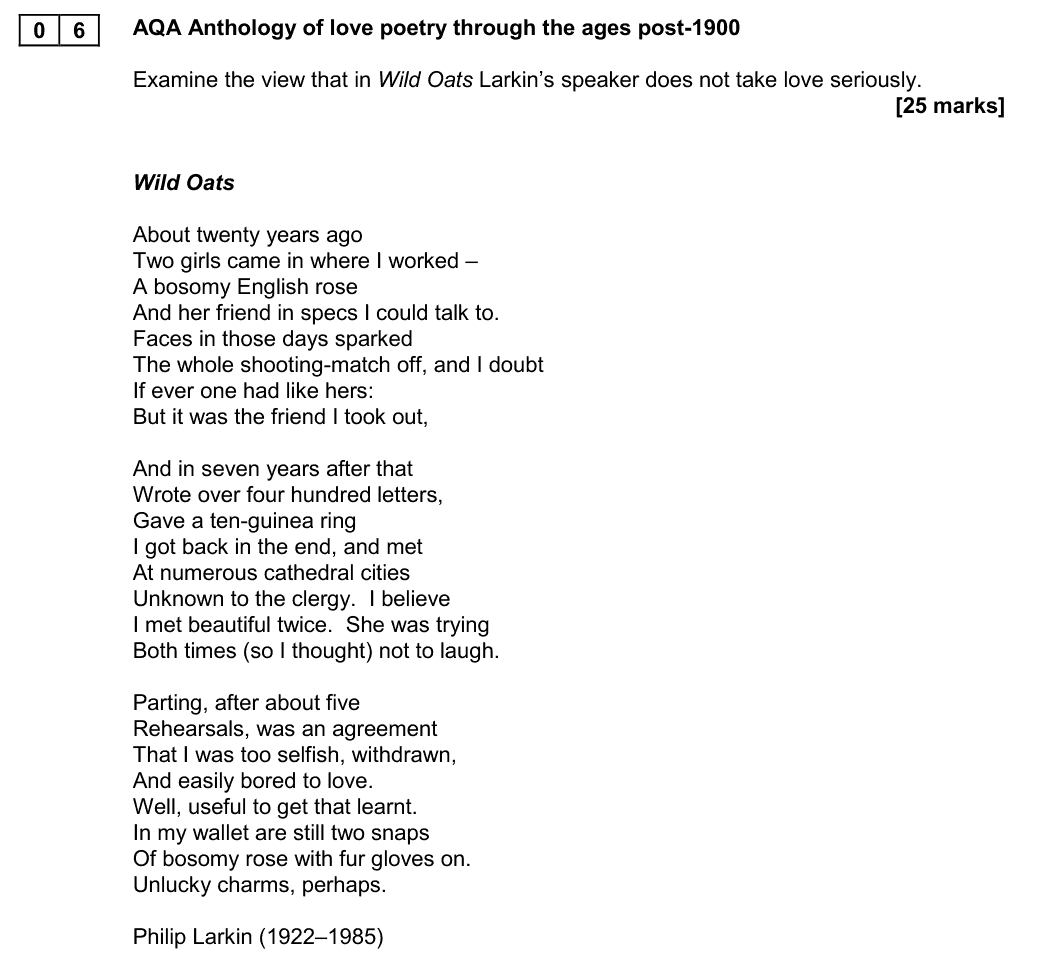 0 6 AQA Anthology of love poetry through the ages post-1900
Examine the view that in Wild Oats Larkin's speaker does not take love seriously.
[25 marks]
Wild Oats
About twenty years ago
Two girls came in where I worked –
A bosomy English rose
And her friend in specs I could talk to.
Faces in those days sparked
The whole shooting-match off, and I doubt
If ever one had like hers:
But it was the friend I took out,
And in seven years after that
Wrote over four hundred letters,
Gave a ten-guinea ring
I got back in the end, and met
At numerous cathedral cities
Unknown to the clergy. I believe
I met beautiful twice. She was trying
Both times (so I thought) not to laugh.
Parting, after about five
Rehearsals, was an agreement
That I was too selfish, withdrawn,
And easily bored to love.
Well, useful to get that learnt.
In my wallet are still two snaps
Of bosomy rose with fur gloves on.
Unlucky charms, perhaps.
Philip Larkin (1922–1985)